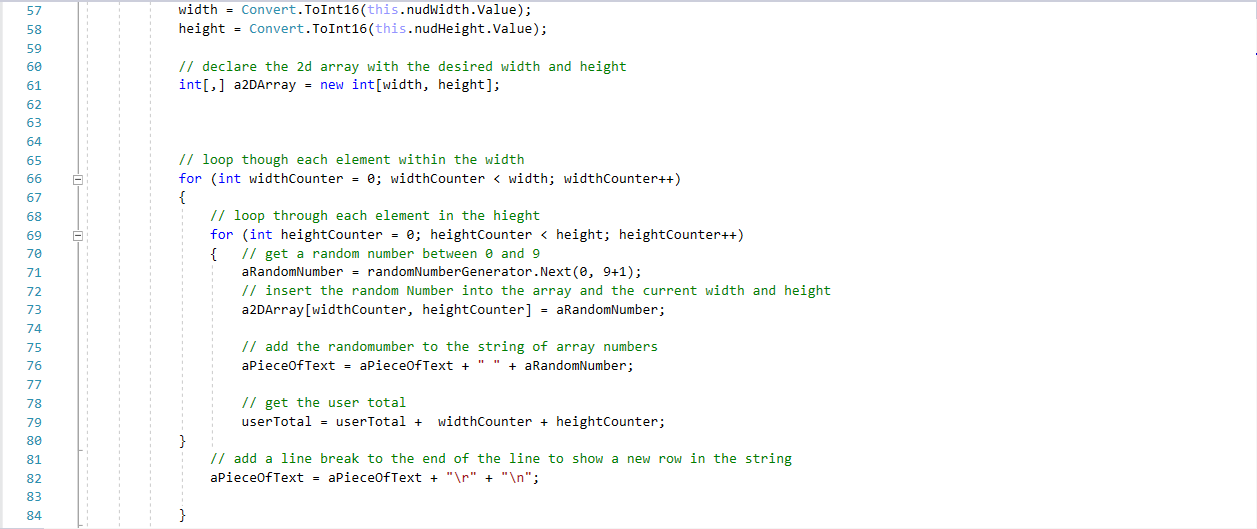 57 width = Convert.ToInt16(this.nudWidth.Value);
58 height = Convert.ToInt16(this.nudHeight.Value);
59
60 // declare the 2d array with the desired width and height
61 int[,] a2DArray = new int[width, height];
62
63
64
65 // loop though each element within the width
66 for (int widthCounter = 0; widthCounter < width; widthCounter++)
67 {
68 // loop through each element in the hieght
69 for (int heightCounter = 0; heightCounter < height; heightCounter++)
70 { // get a random number between 0 and 9
71 aRandomNumber = randomNumberGenerator.Next(0, 9+1);
72 // insert the random Number into the array and the current width and height
73 a2DArray[widthCounter, heightCounter] = aRandomNumber;
74
75 // add the randomumber to the string of array numbers
76 aPieceOfText = aPieceOfText + " " + aRandomNumber;
77
78 // get the user total
79 userTotal = userTotal +  widthCounter + heightCounter;
80 }
81 // add a line break to the end of the line to show a new row in the string
82 aPieceOfText = aPieceOfText + "\r" + "\n";
83
84 }